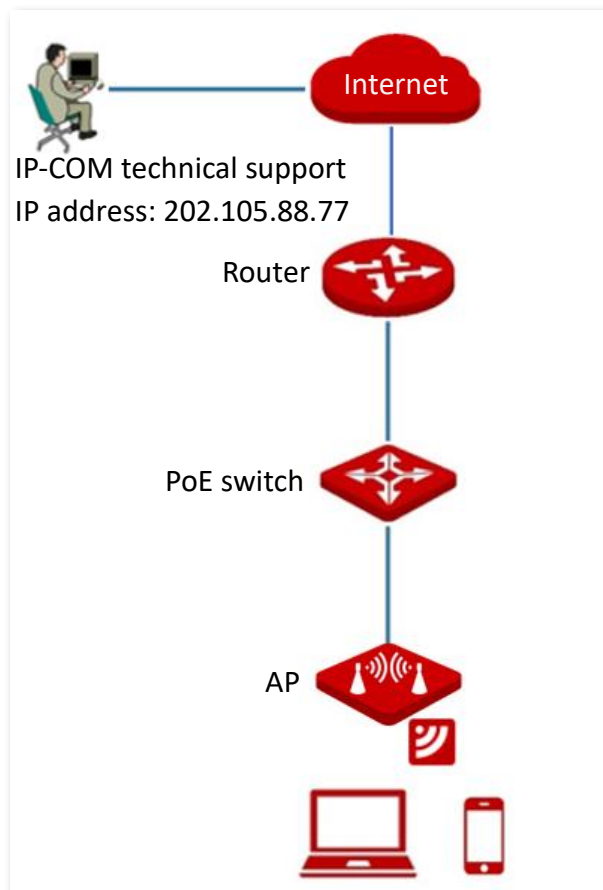 Internet
IP-COM technical support
IP address: 202.105.88.77
Router
PoE switch
AP